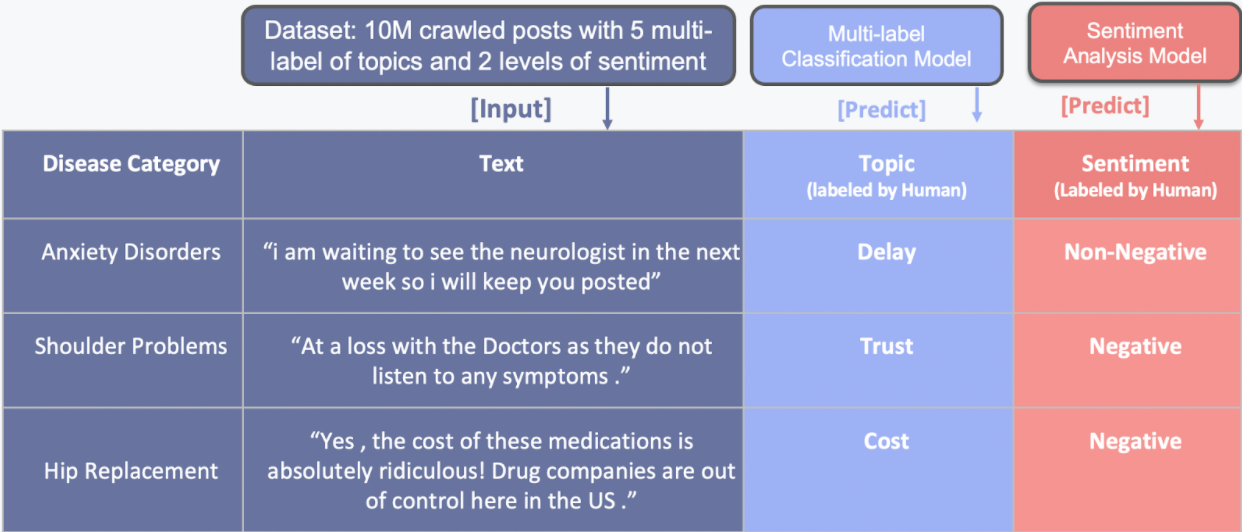 Dataset: 10M crawled posts with 5 multi-
label of topics and 2 levels of sentiment
Multi-label
Classification Model
Sentiment
Analysis Model
[Input]
[Predict]
[Predict]
Disease Category
Text
Topic
(labeled by Human)
Sentiment
(Labeled by Human)
Anxiety Disorders
“i am waiting to see the neurologist in the next
week so i will keep you posted”
Delay
Non-Negative
Shoulder Problems
“At a loss with the Doctors as they do not
listen to any symptoms .”
Trust
Negative
Hip Replacement
“Yes , the cost of these medications is
absolutely ridiculous! Drug companies are out
of control here in the US .”
Cost
Negative